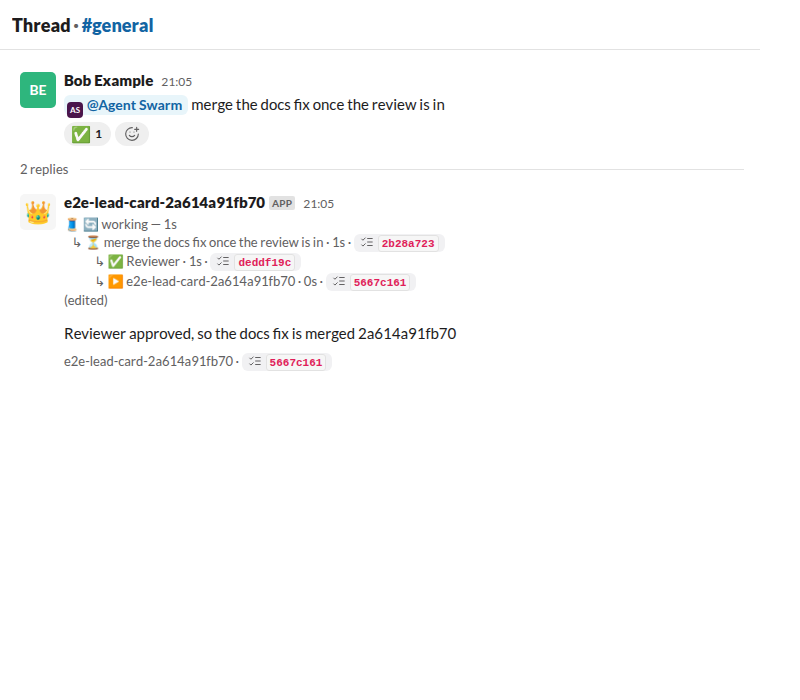 Thread • #general
BE
Bob Example 21:05
AS @Agent Swarm merge the docs fix once the review is in
✅ 1
2 replies
e2e-lead-card-2a614a91fb70 APP 21:05
🧵 🔄 working — 1s
↳ ⏳ merge the docs fix once the review is in · 1s · 2b28a723
↳ ✅ Reviewer · 1s · deddf19c
↳ ▶️ e2e-lead-card-2a614a91fb70 · 0s · 5667c161
(edited)
Reviewer approved, so the docs fix is merged 2a614a91fb70
e2e-lead-card-2a614a91fb70 · 5667c161